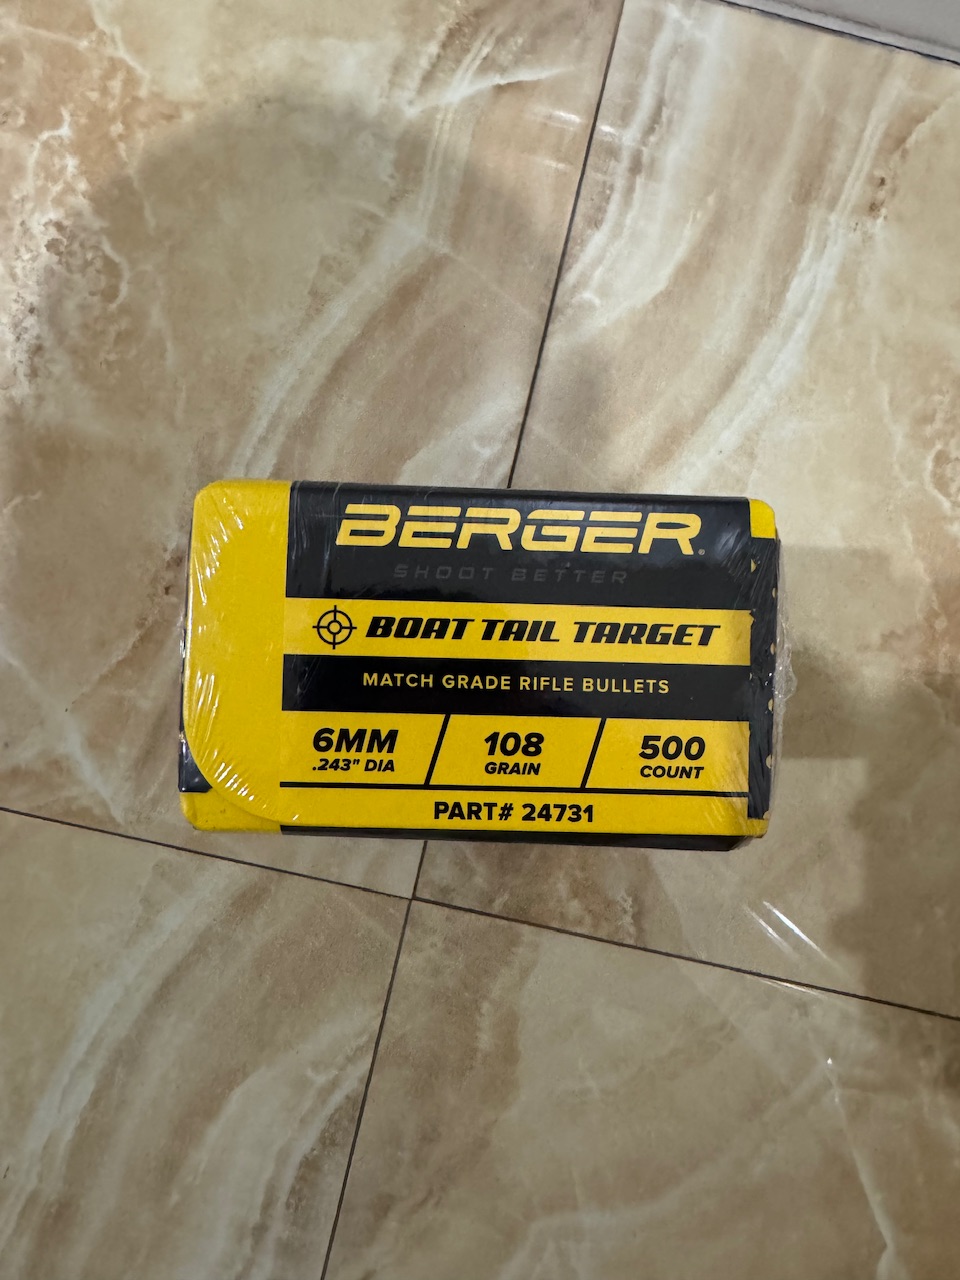 BERGER.
SHOOT BETTER
BOAT TAIL TARGET
MATCH GRADE RIFLE BULLETS
6MM
.243" DIA
108
GRAIN
500
COUNT
PART# 24731